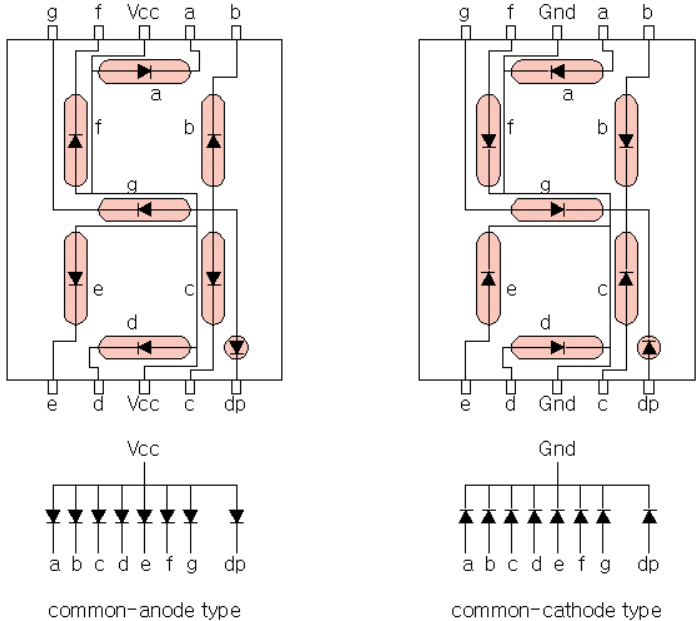 g f Vcc a b
g f Gnd a b
a
a
f b
f b
g
g
e c
e c
d
d
e d Vcc c dp
e d Gnd c dp
Vcc
Gnd
a b c d e f g dp
a b c d e f g dp
common-anode type
common-cathode type